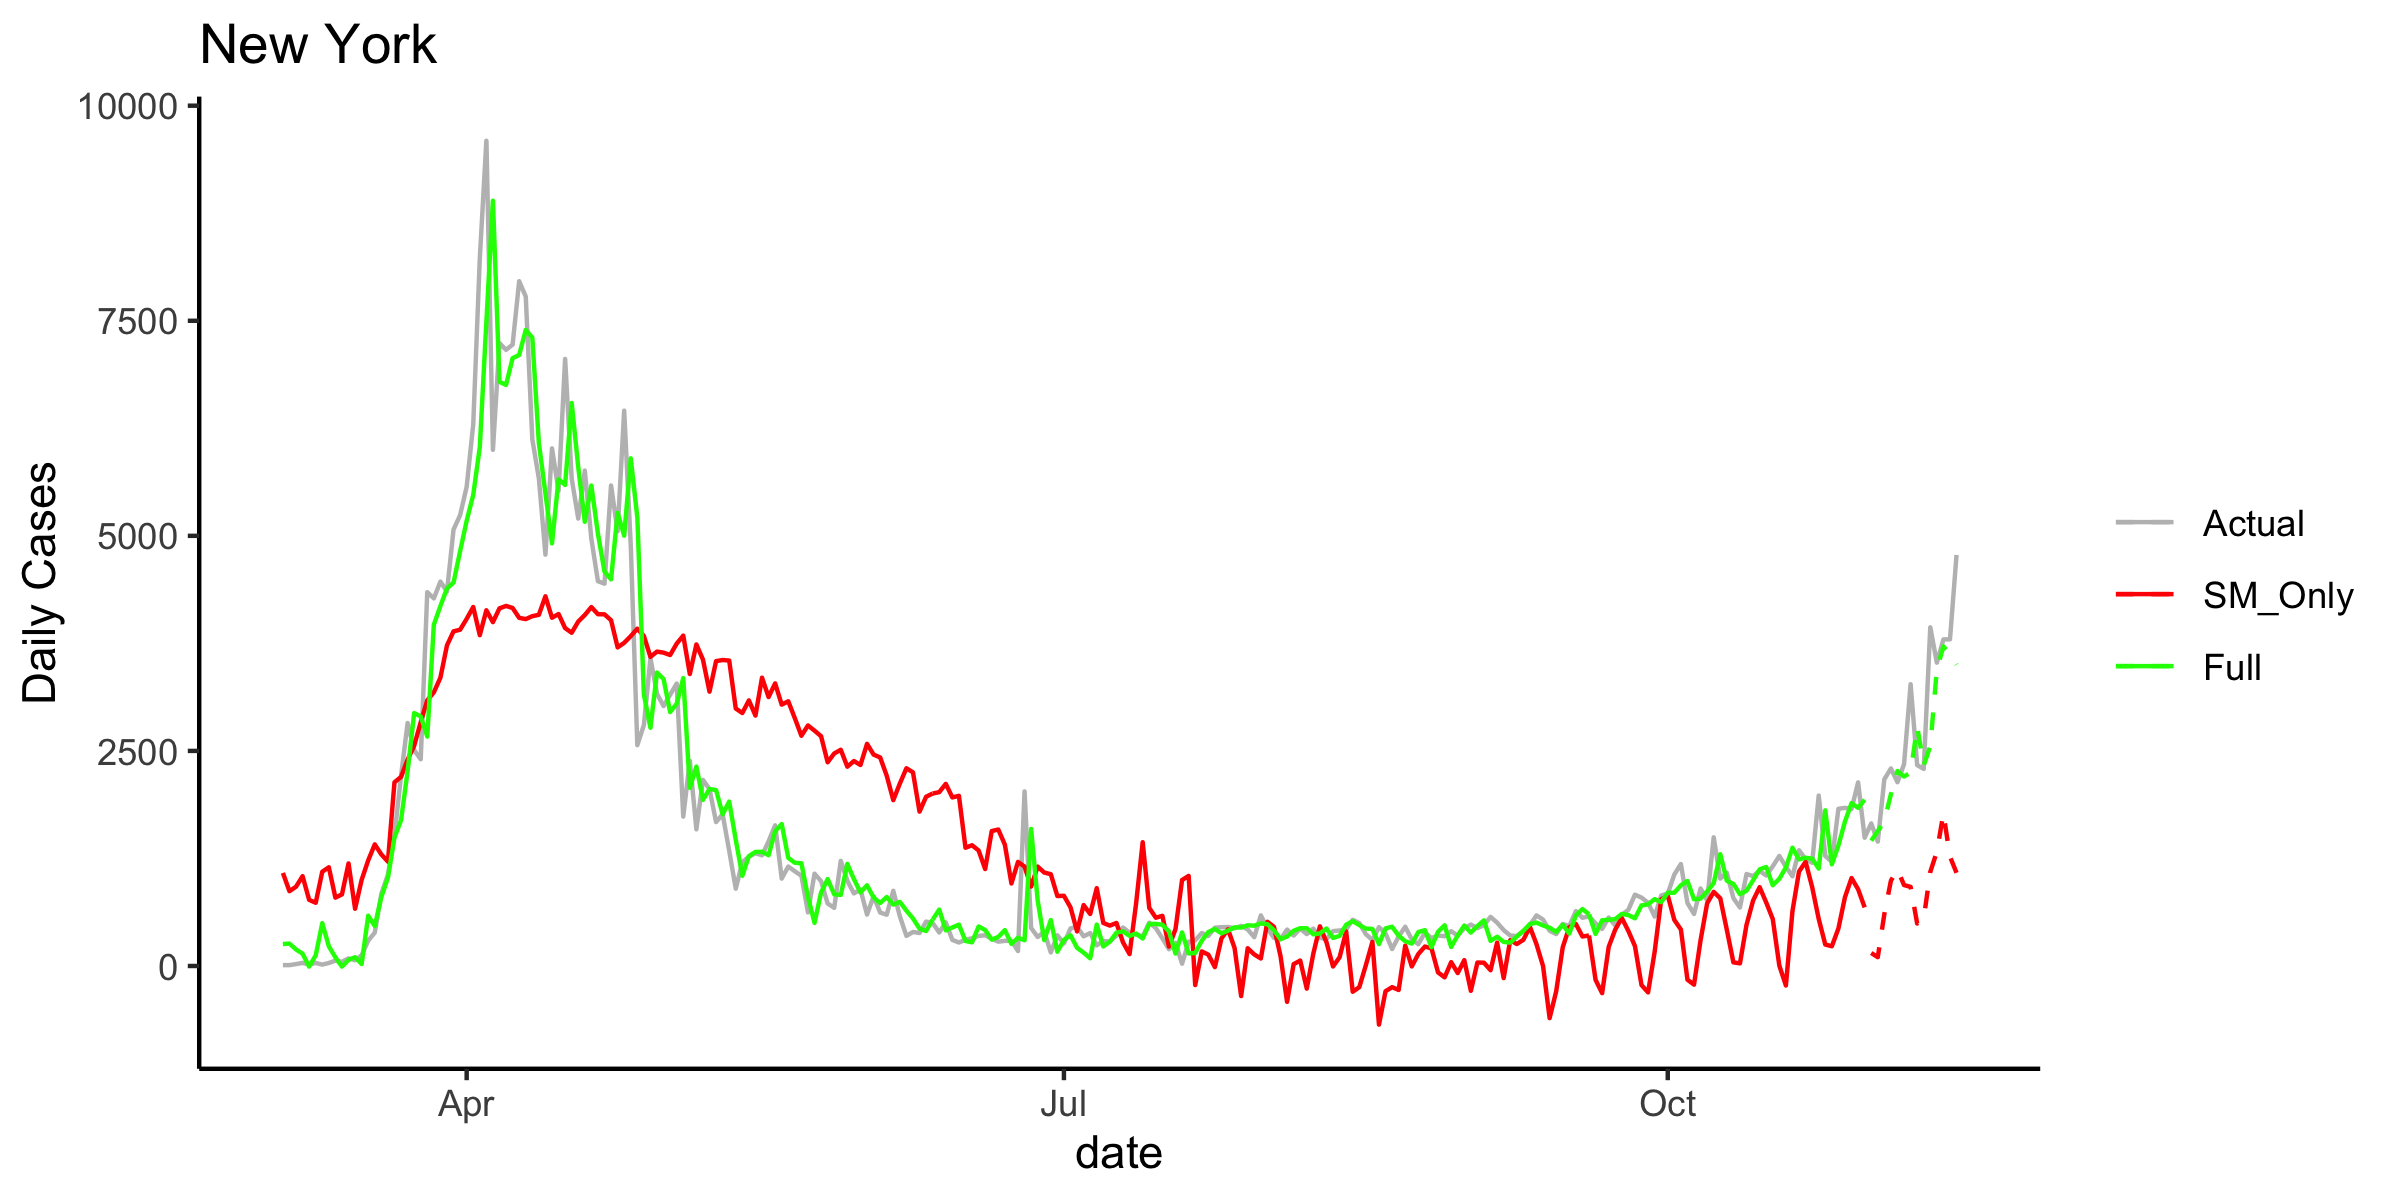 New York
10000
7500
5000
2500
0
Daily Cases
Apr
Jul
Oct
date
Actual
SM_Only
Full